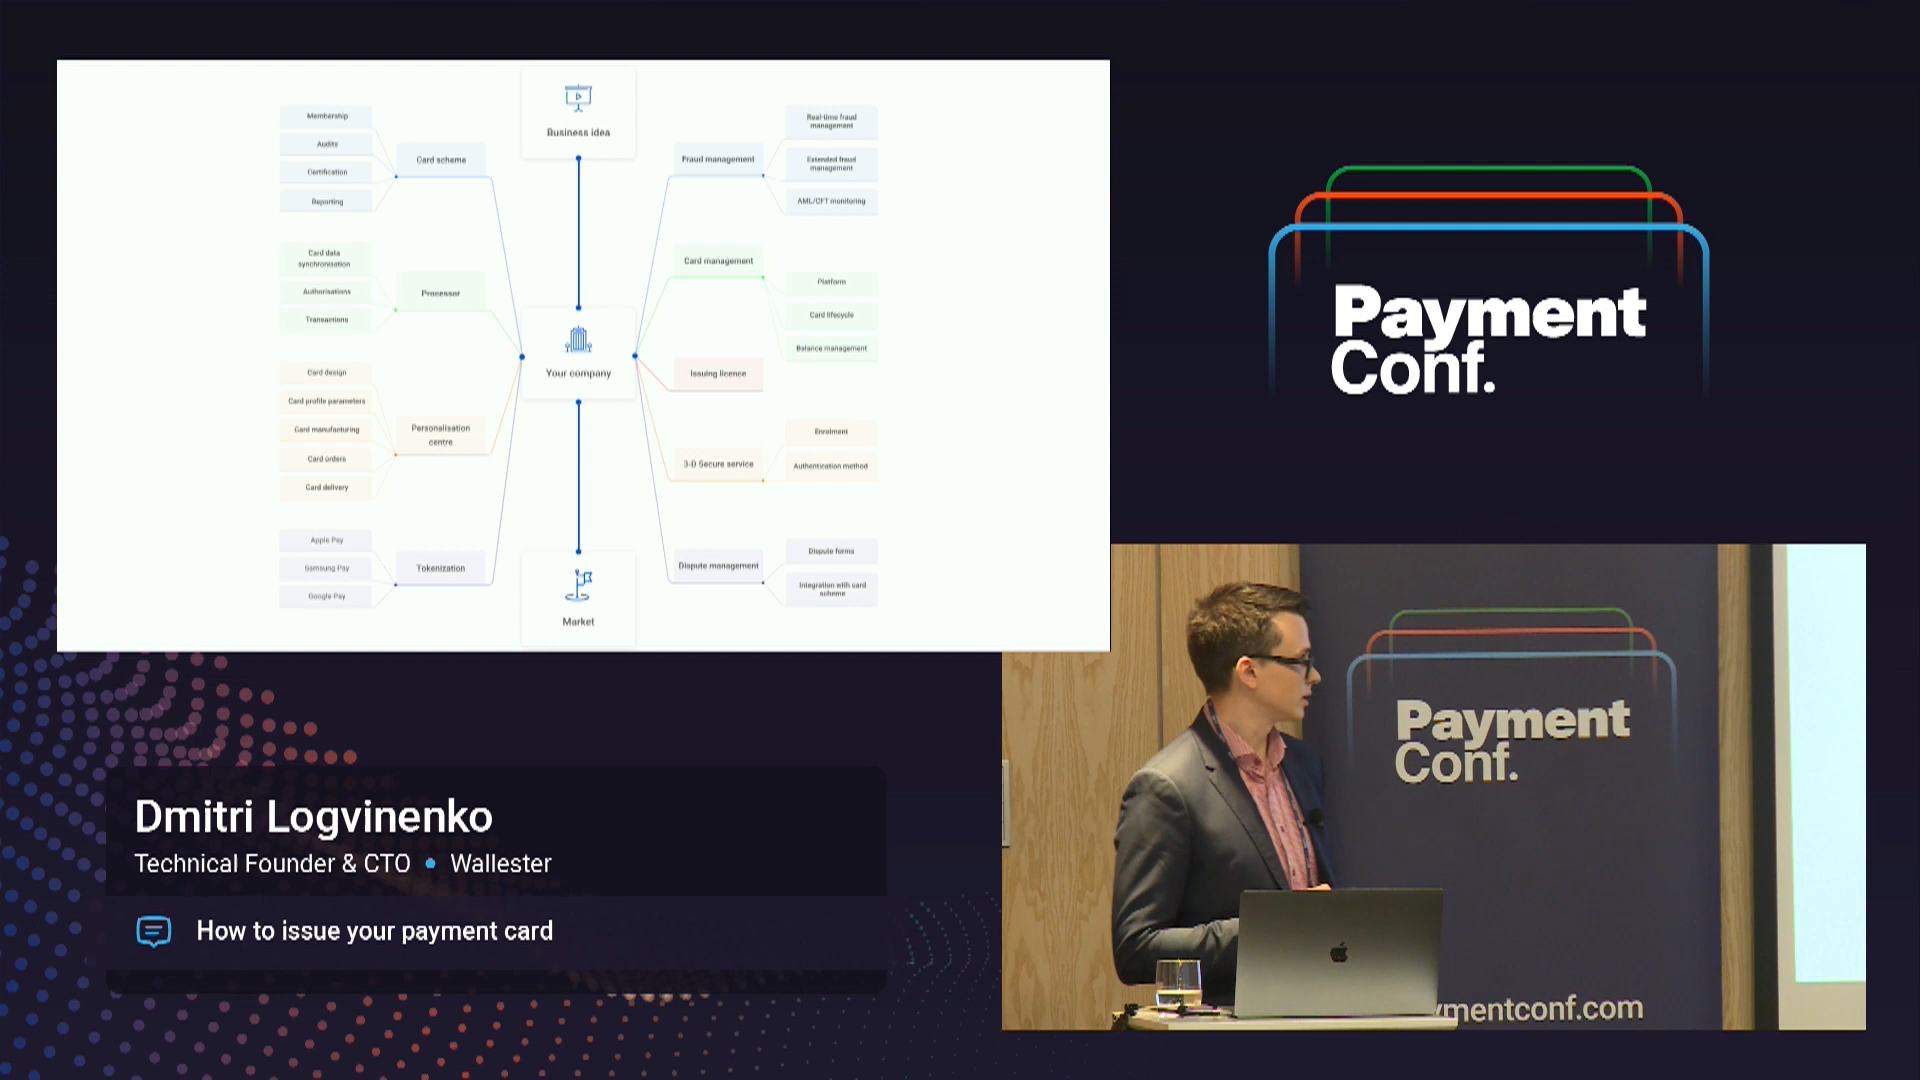 Business idea
Membership
Audits
Certification
Reporting
Card scheme
Card data
synchronisation
Authorisations
Transactions
Processor
Card design
Card profile parameters
Card manufacturing
Card orders
Card delivery
Personalisation
centre
Apple Pay
Samsung Pay
Google Pay
Tokenization
Your company
Market
Fraud management
Real-time fraud
management
Extended fraud
management
AML/CFT monitoring
Card management
Platform
Card lifecycle
Balance management
Issuing licence
3-D Secure service
Enrolment
Authentication method
Dispute management
Dispute forms
Integration with card
scheme
Payment
Conf.
Payment
Conf.
ymentconf.com
Dmitri Logvinenko
Technical Founder & CTO • Wallester
How to issue your payment card